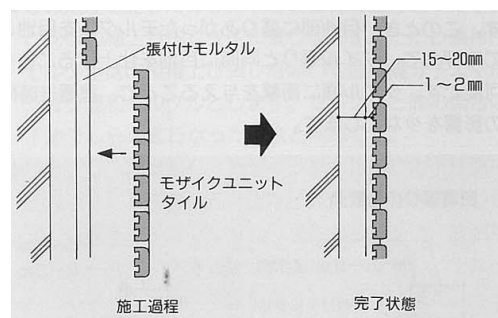 張付けモルタル
モザイクユニット
タイル
施工過程
15～20mm
1～2mm
完了状態